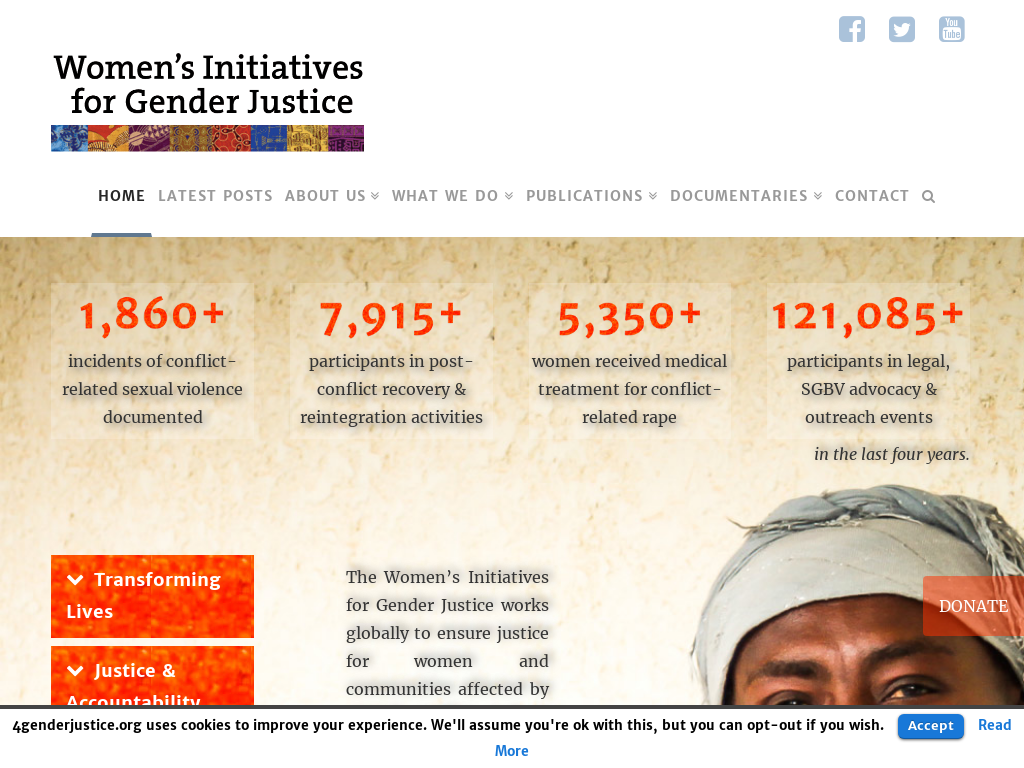 You
Tube
Women's Initiatives
for Gender Justice
HOME LATEST POSTS ABOUT US WHAT WE DO PUBLICATIONS DOCUMENTARIES CONTACT
1,860+ 7,915+ 5,350+ 121,085+
incidents of conflict-
related sexual violence
documented
participants in post-
conflict recovery &
reintegration activities
women received medical
treatment for conflict-
related rape
participants in legal,
SGBV advocacy &
outreach events
in the last four years.
Transforming
Lives
Justice &
Accountability
The Women’s Initiatives
for Gender Justice works
globally to ensure justice
for women and
communities affected by
DONATE
4genderjustice.org uses cookies to improve your experience. We'll assume you're ok with this, but you can opt-out if you wish. Accept Read
More